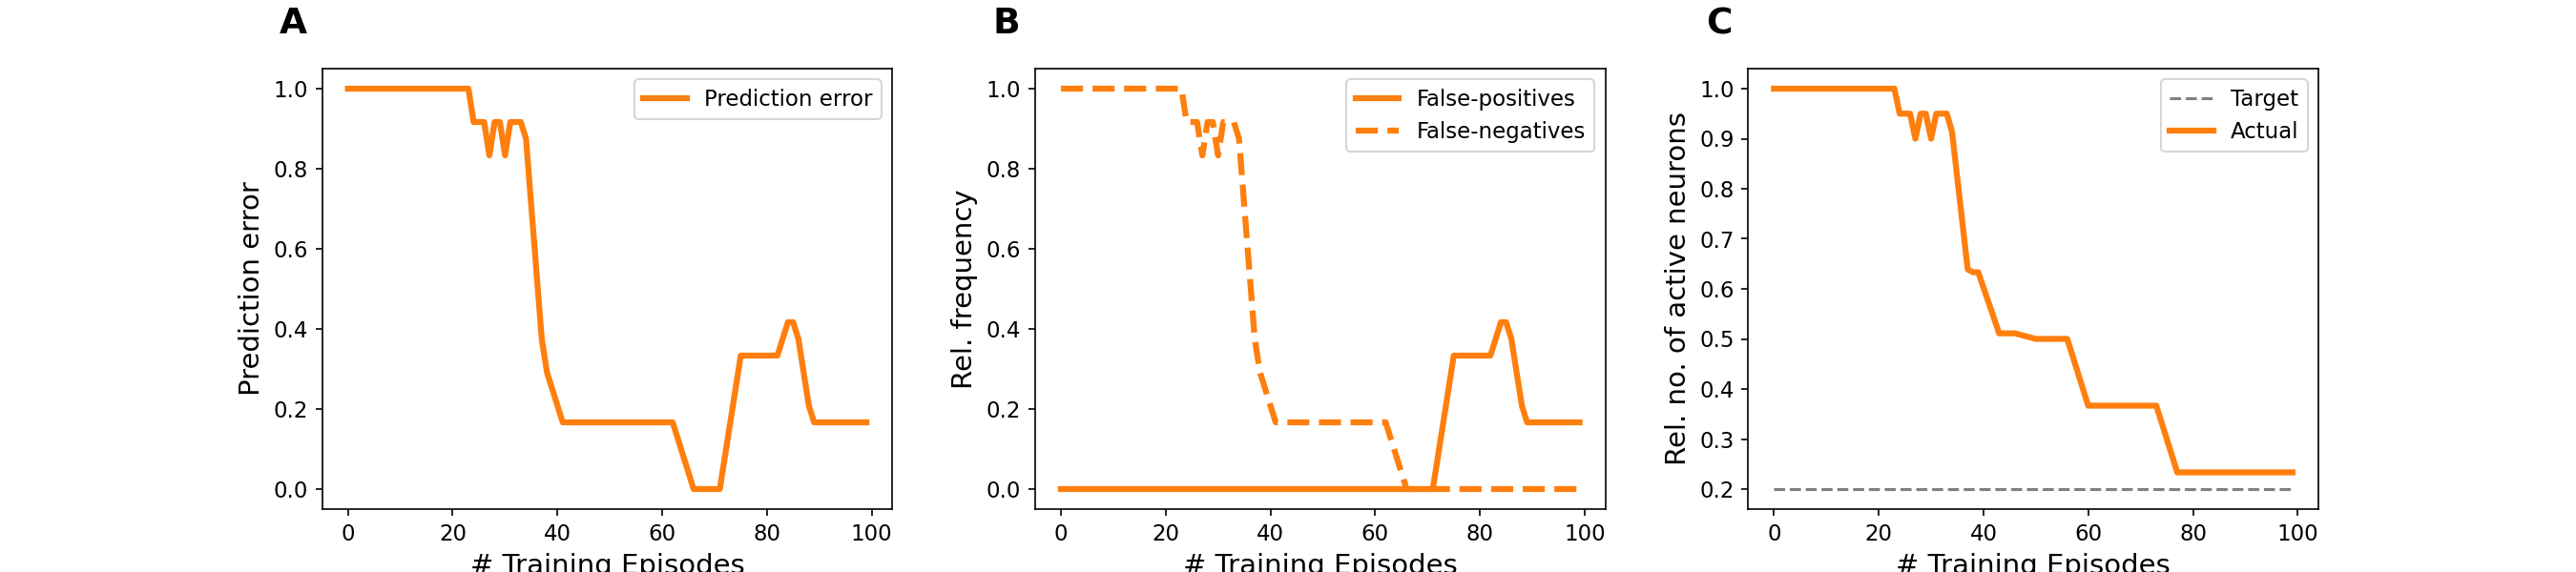 A
Prediction error
Prediction error
1.0
0.8
0.6
0.4
0.2
0.0
0 20 40 60 80 100
# Training Episodes
B
False-positives
False-negatives
Rel. frequency
1.0
0.8
0.6
0.4
0.2
0.0
0 20 40 60 80 100
# Training Episodes
C
Target
Actual
Rel. no. of active neurons
1.0
0.9
0.8
0.7
0.6
0.5
0.4
0.3
0.2
0 20 40 60 80 100
# Training Episodes